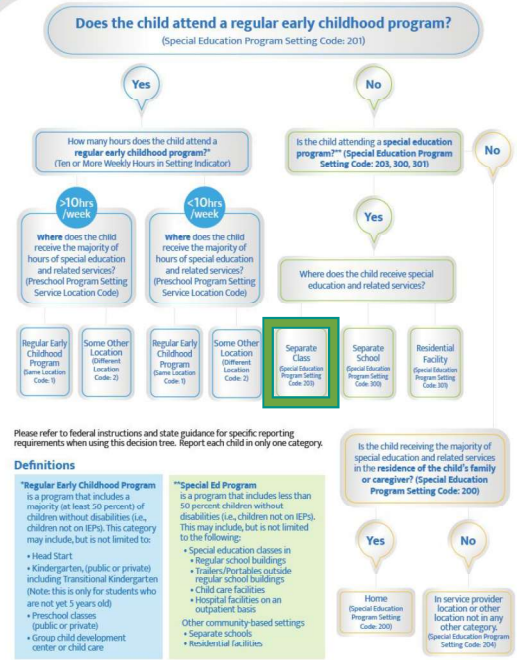 Does the child attend a regular early childhood program?
(Special Education Program Setting Code: 201)
Yes
No
How many hours does the child attend a
regular early childhood program?*
(Ten or More Weekly Hours in Setting Indicator)
Is the child attending a special education
program?** (Special Education Program
Setting Code: 203, 300, 301)
No
>10hrs
/week
<10hrs
/week
Yes
Where does the child
receive the majority of
hours of special education
and related services?
(Preschool Program Setting
Service Location Code)
Where does the child
receive the majority of
hours of special education
and related services?
(Preschool Program Setting
Service Location Code)
Where does the child receive special
education and related services?
Regular Early
Childhood
Program
(Same Location
Code: 1)
Some Other
Location
(Different
Location
Code: 2)
Regular Early
Childhood
Program
(Same Location
Code: 1)
Some Other
Location
(Different
Location
Code: 2)
Separate
Class
(Special Education
Program Setting
Code: 203)
Separate
School
(Special Education
Program Setting
Code: 300)
Residential
Facility
(Special Education
Program Setting
Code: 301)
Please refer to federal instructions and state guidance for specific reporting
requirements when using this decision tree. Report each child in only one category.
Is the child receiving the majority of
special education and related services
in the residence of the child's family
or caregiver? (Special Education
Program Setting Code: 200)
Definitions
*Regular Early Childhood Program
is a program that includes a
majority (at least 50 percent) of
children without disabilities (i.e.,
children not on IEPs). This category
may include, but is not limited to:
• Head Start
• Kindergarten, (public or private)
including Transitional Kindergarten
(Note: this is only for students who
are not yet 5 years old)
• Preschool classes
(public or private)
• Group child development
center or child care
**Special Ed Program
is a program that includes less than
50 percent children without
disabilities (i.e., children not on IEPs).
This may include, but is not limited
to the following:
• Special education classes in
• Regular school buildings
• Trailers/Portables outside
regular school buildings
• Child care facilities
• Hospital facilities on an
outpatient basis
Other community-based settings
• Separate schools
• Residential facilities
Yes
No
Home
(Special Education
Program Setting
Code: 200)
In service provider
location or other
location not in any
other category.
(Special Education Program
Setting Code: 204)